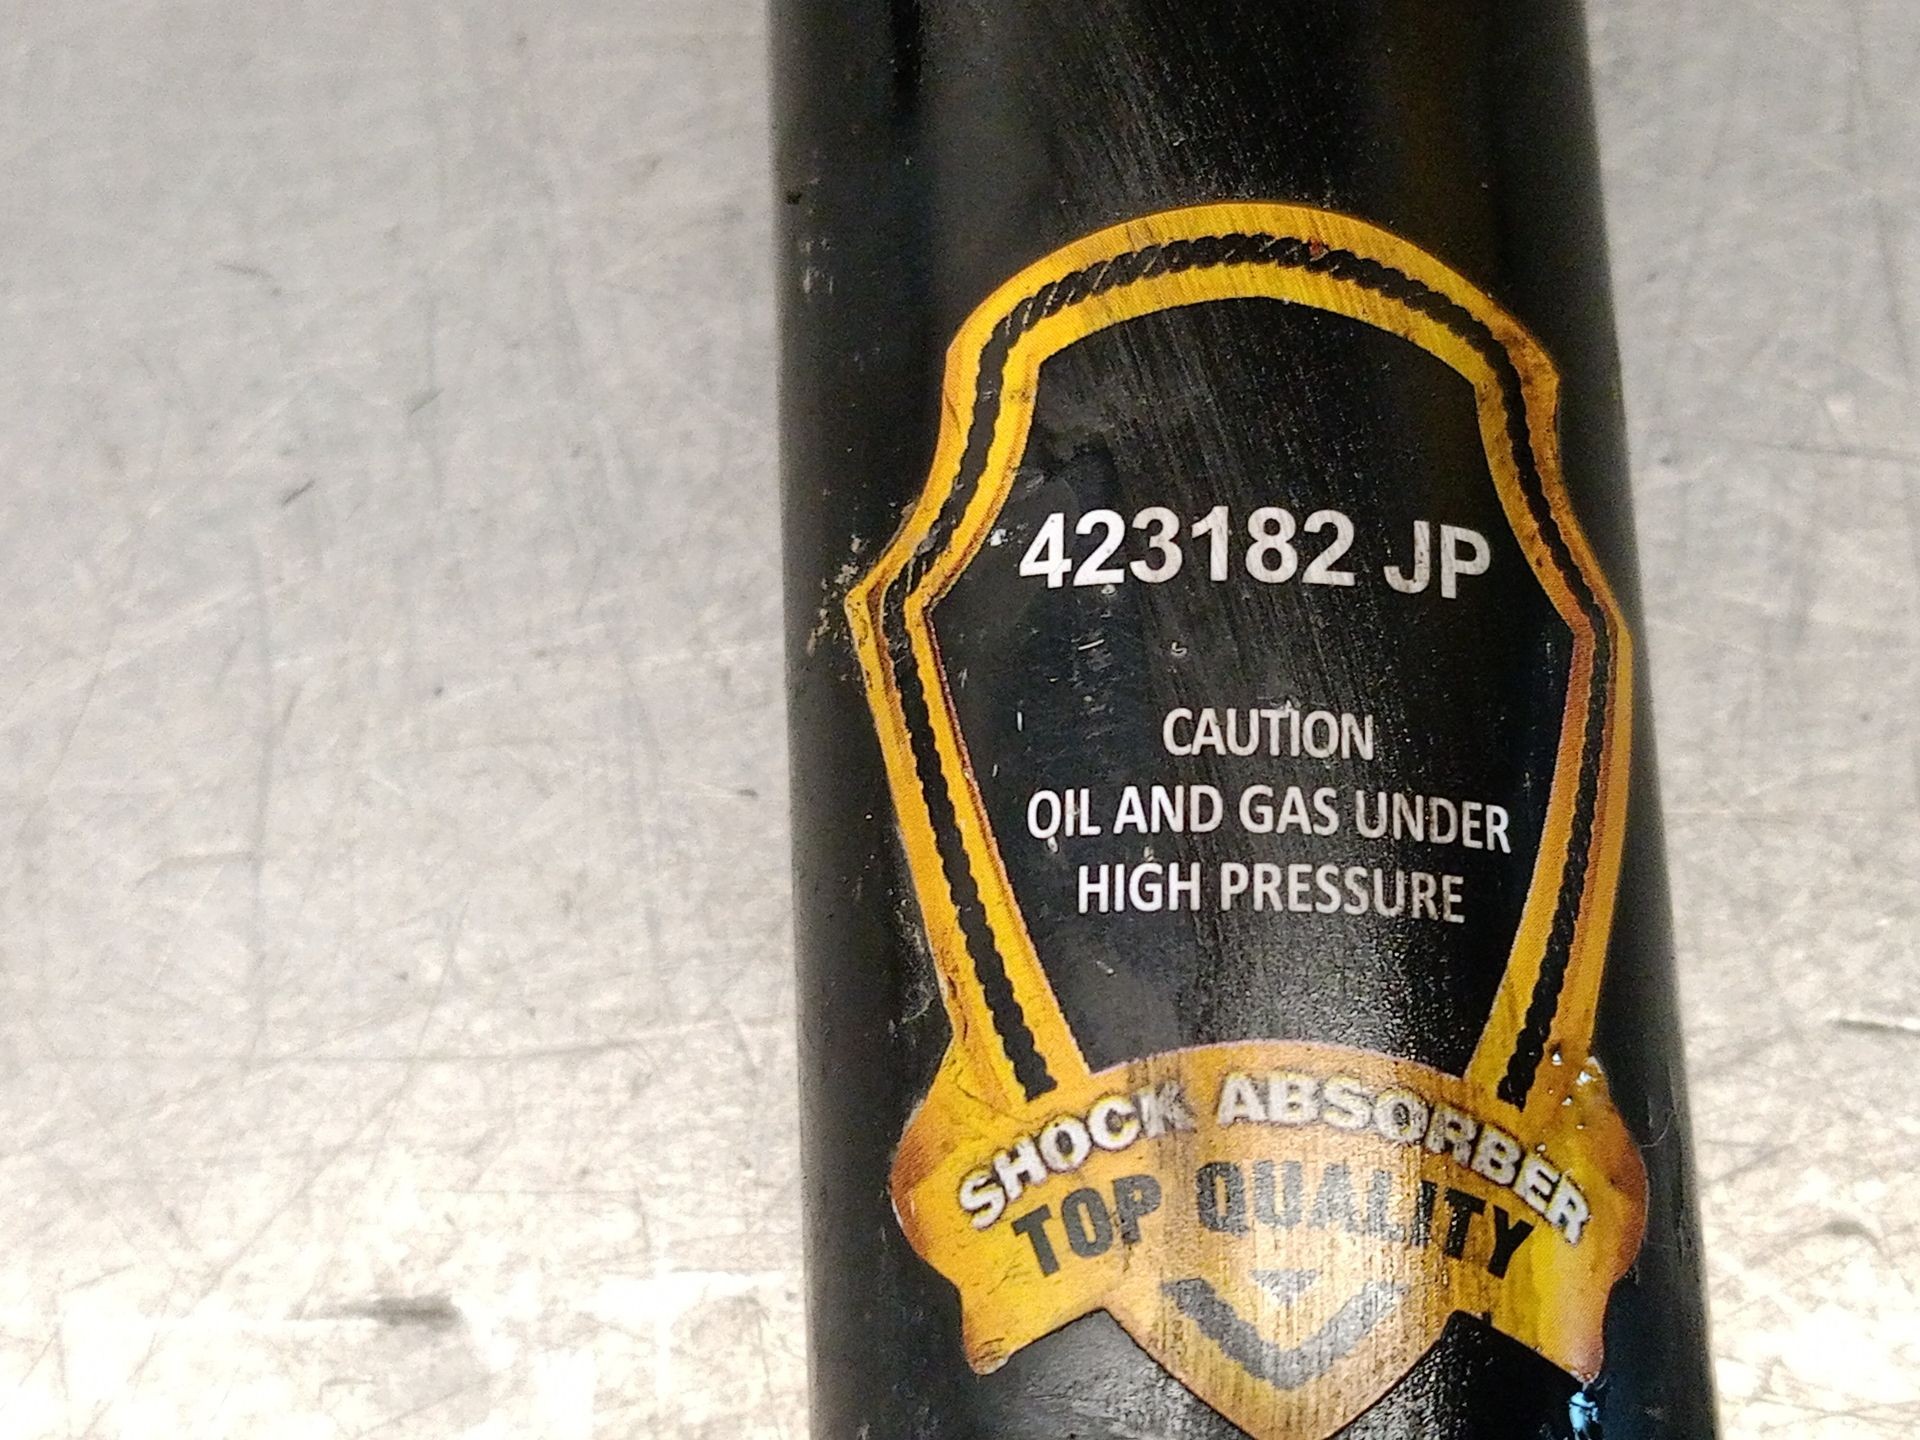 423182 JP
CAUTION
OIL AND GAS UNDER
HIGH PRESSURE
SHOCK ABSORBER
TOP QUALITY